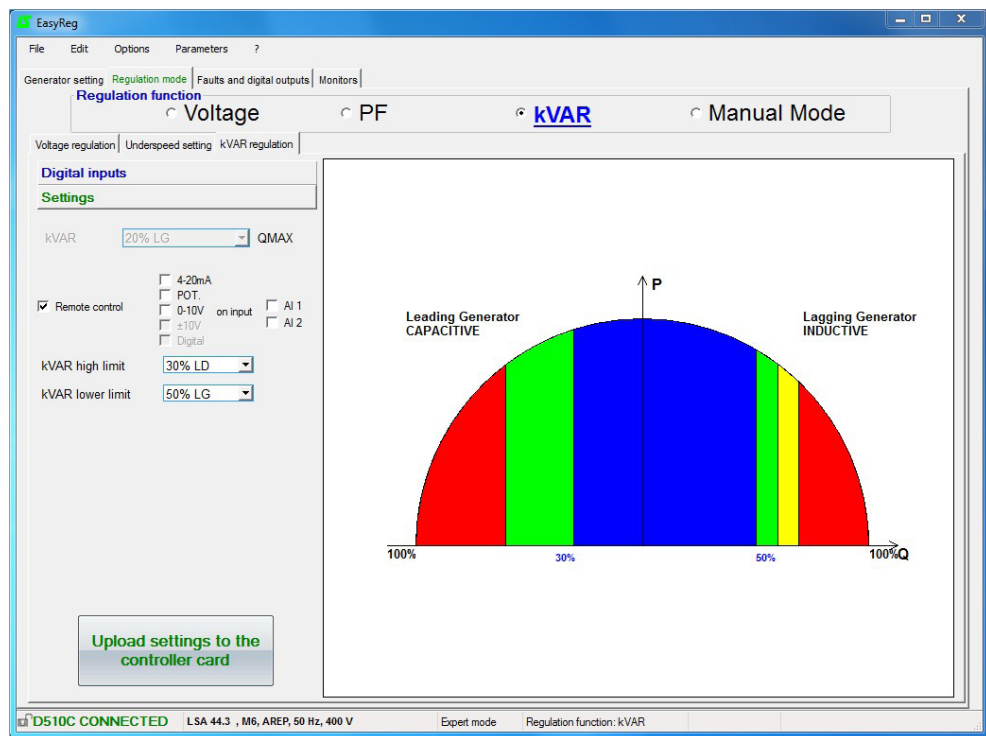 EasyReg
File Edit Options Parameters ?
Generator setting Regulation mode Faults and digital outputs Monitors
Regulation function
Voltage PF kVAR Manual Mode
Voltage regulation Underspeed setting kVAR regulation
Digital inputs
Settings
kVAR 20% LG QMAX
4-20mA
POT.
Remote control 0-10V on input AI 1
±10V AI 2
Digital
kVAR high limit 30% LD
kVAR lower limit 50% LG
P
Leading Generator
CAPACITIVE
Lagging Generator
INDUCTIVE
100% 30% 50% 100%Q
Upload settings to the
controller card
D510C CONNECTED LSA 44.3 , M6, AREP, 50 Hz, 400 V Expert mode Regulation function: kVAR